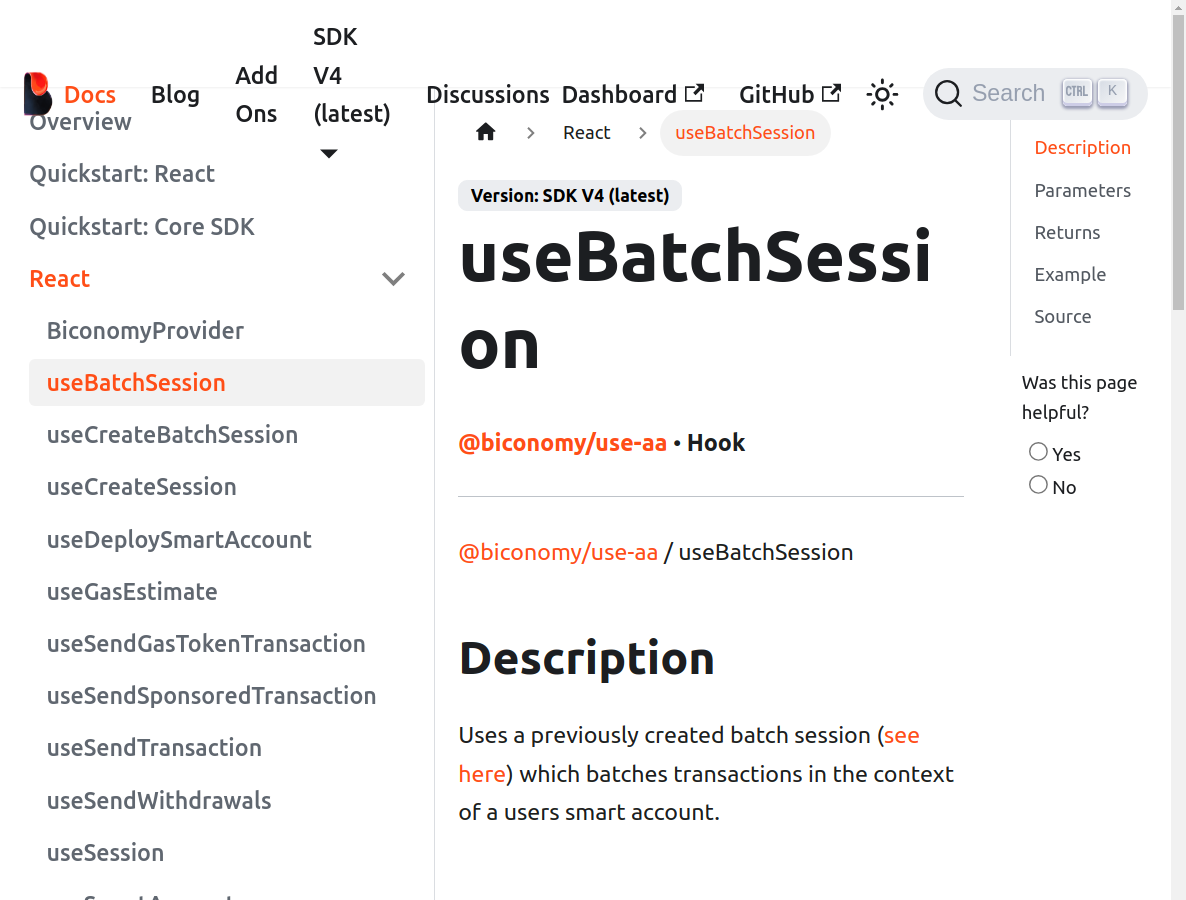 Docs
Blog
Add
Ons
SDK
V4
(latest)
Discussions
Dashboard
GitHub
Search
CTRL
K
Overview
Quickstart: React
Quickstart: Core SDK
React
BiconomyProvider
useBatchSession
useCreateBatchSession
useCreateSession
useDeploySmartAccount
useGasEstimate
useSendGasTokenTransaction
useSendSponsoredTransaction
useSendTransaction
useSendWithdrawals
useSession
React
useBatchSession
Version: SDK V4 (latest)
useBatchSessi
on
@biconomy/use-aa • Hook
@biconomy/use-aa / useBatchSession
Description
Uses a previously created batch session (see
here) which batches transactions in the context
of a users smart account.
Description
Parameters
Returns
Example
Source
Was this page
helpful?
Yes
No